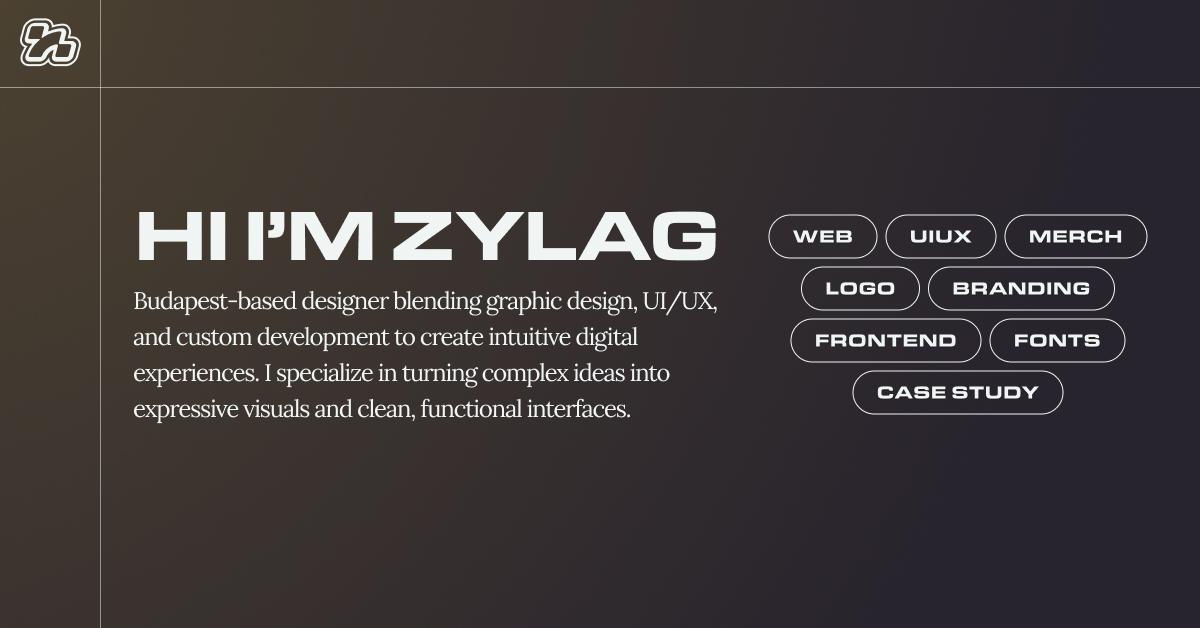 HI I'M ZYLAG
Budapest-based designer blending graphic design, UI/UX,
and custom development to create intuitive digital
experiences. I specialize in turning complex ideas into
expressive visuals and clean, functional interfaces.
WEB UIUX MERCH
LOGO BRANDING
FRONTEND FONTS
CASE STUDY